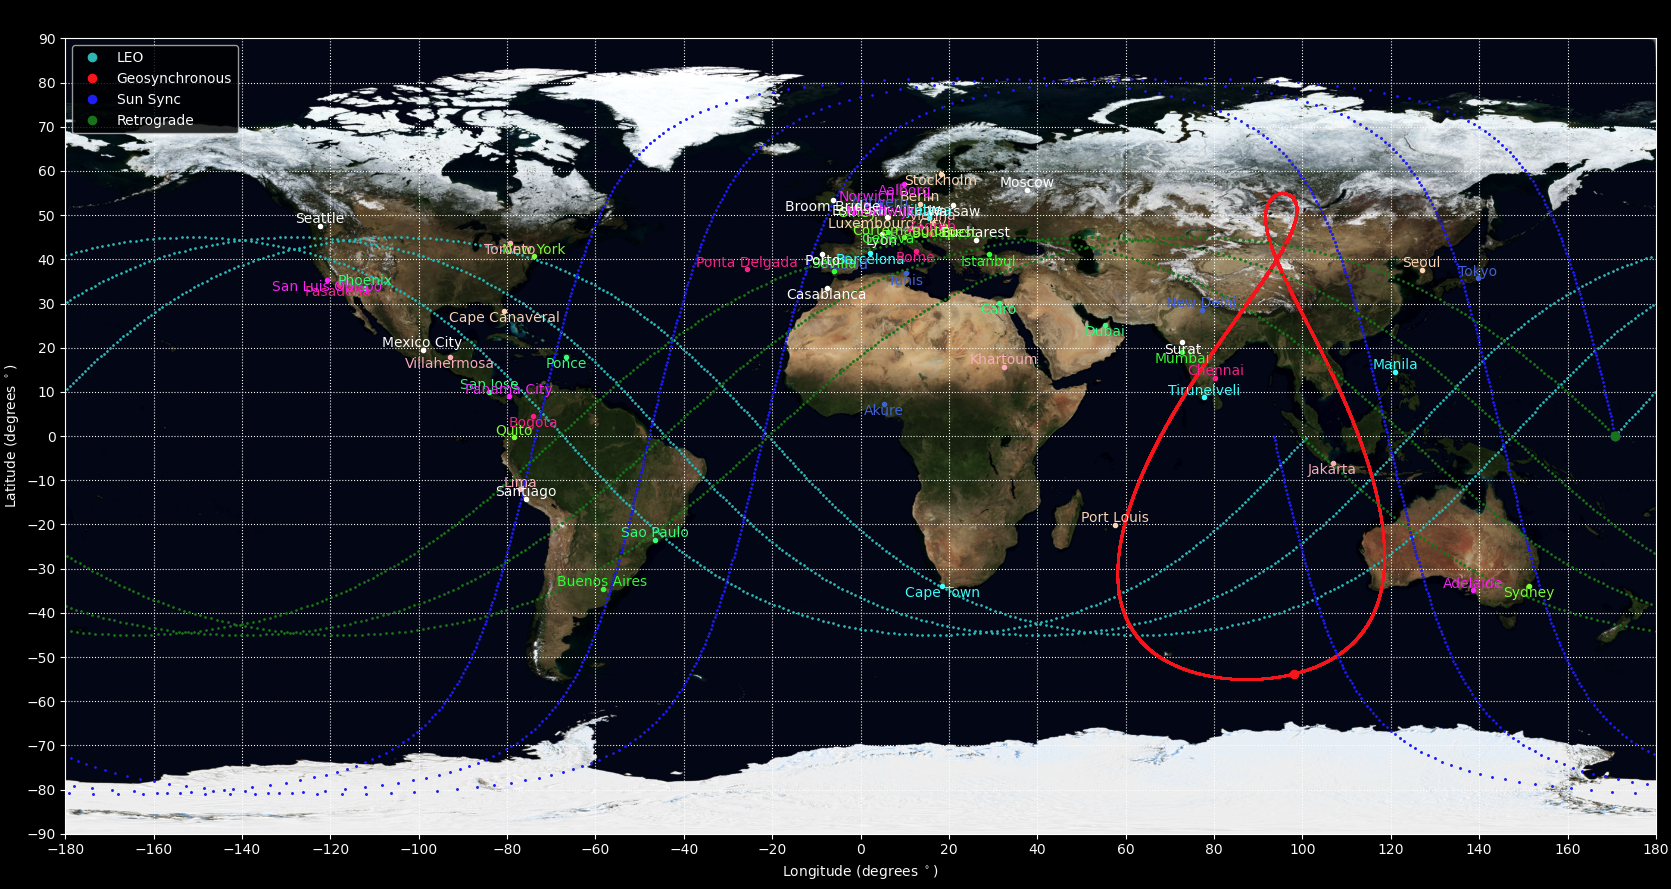 LEO
Geosynchronous
Sun Sync
Retrograde
90
80
70
60
50
40
30
20
10
0
−10
−20
−30
−40
−50
−60
−70
−80
−90
Latitude (degrees °)
Stockholm
Moscow
Aalborg
Norwich
Berlin
Broom Bridge
Warsaw
Seattle
Luxembourg
Toronto
New York
Geneva
Budapest
Bucharest
Lyon
Porto
Barcelona
Rome
Istanbul
Ponta Delgada
Seoul
Tokyo
Tunis
Phoenix
San Luis Obispo
Pasadena
Casablanca
Cape Canaveral
Cairo
New Delhi
Dubai
Mexico City
Villahermosa
Ponce
Khartoum
Surat
Mumbai
Manila
Chennai
San Jose
Panama City
Tirunelveli
Akure
Bogota
Quito
Jakarta
Lima
Santiago
Port Louis
Sao Paulo
Buenos Aires
Cape Town
Adelaide
Sydney
−180
−160
−140
−120
−100
−80
−60
−40
−20
0
20
40
60
80
100
120
140
160
180
Longitude (degrees °)